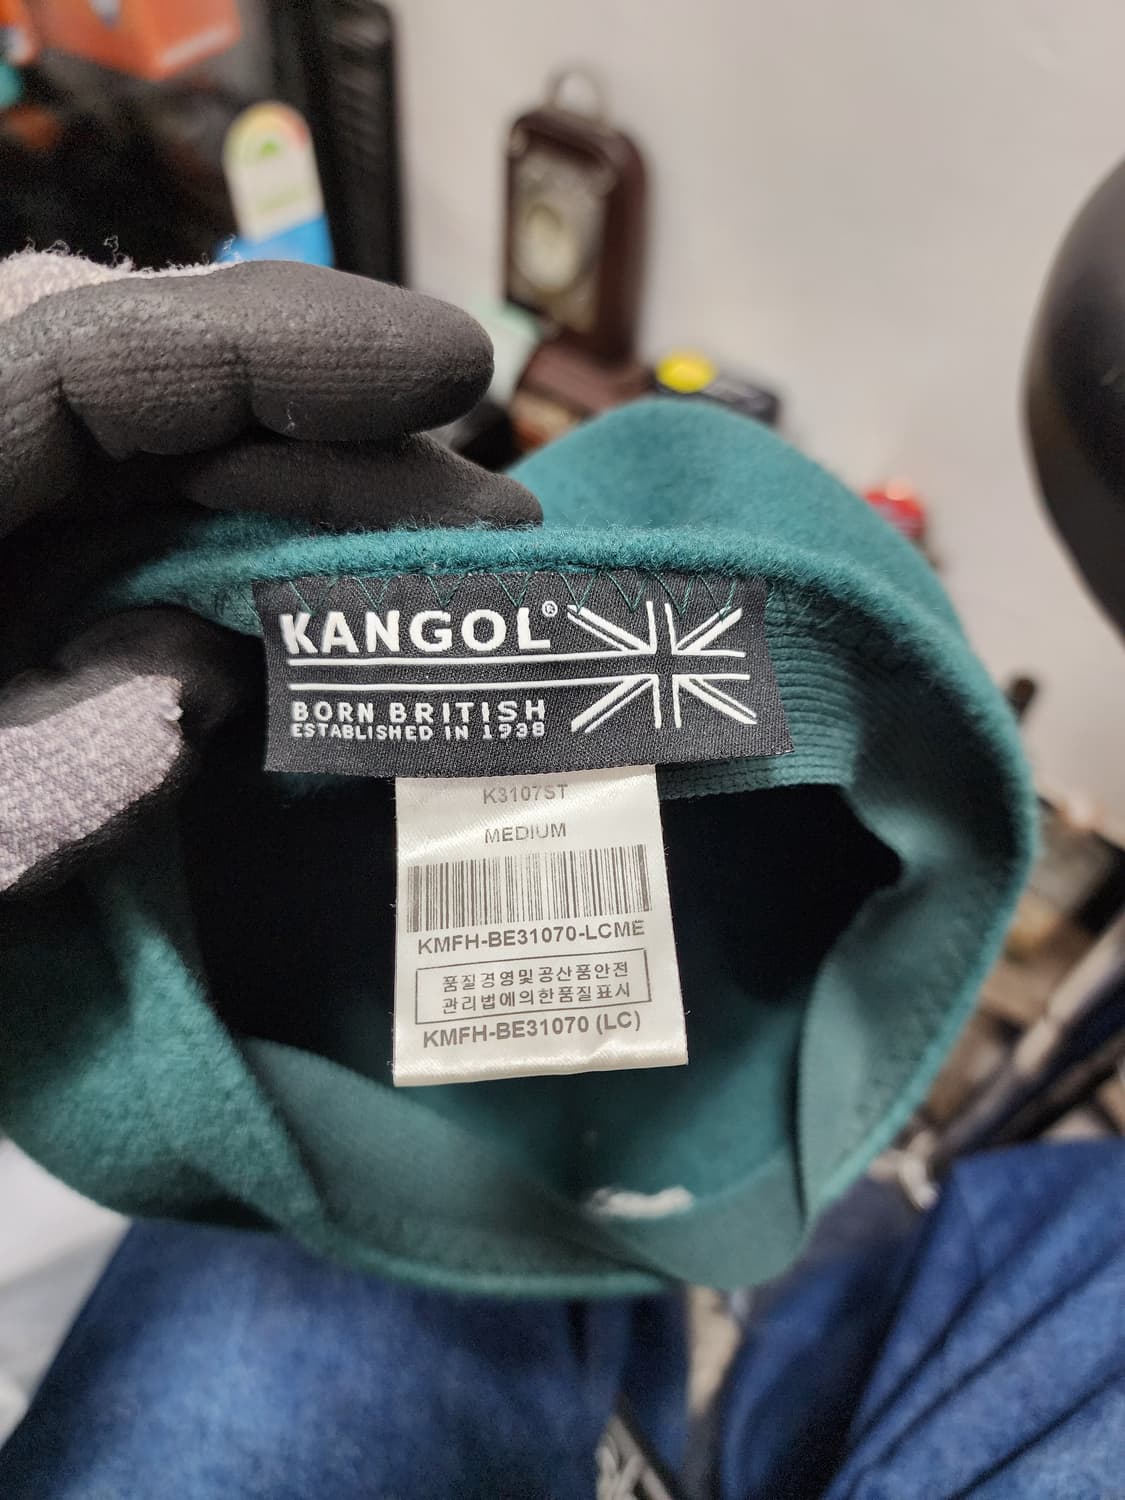 KANGOL®
BORN BRITISH
ESTABLISHED IN 1938
K3107ST
MEDIUM
KMFH-BE31070-LCME
품질경영및공산품안전
관리법에의한품질표시
KMFH-BE31070 (LC)